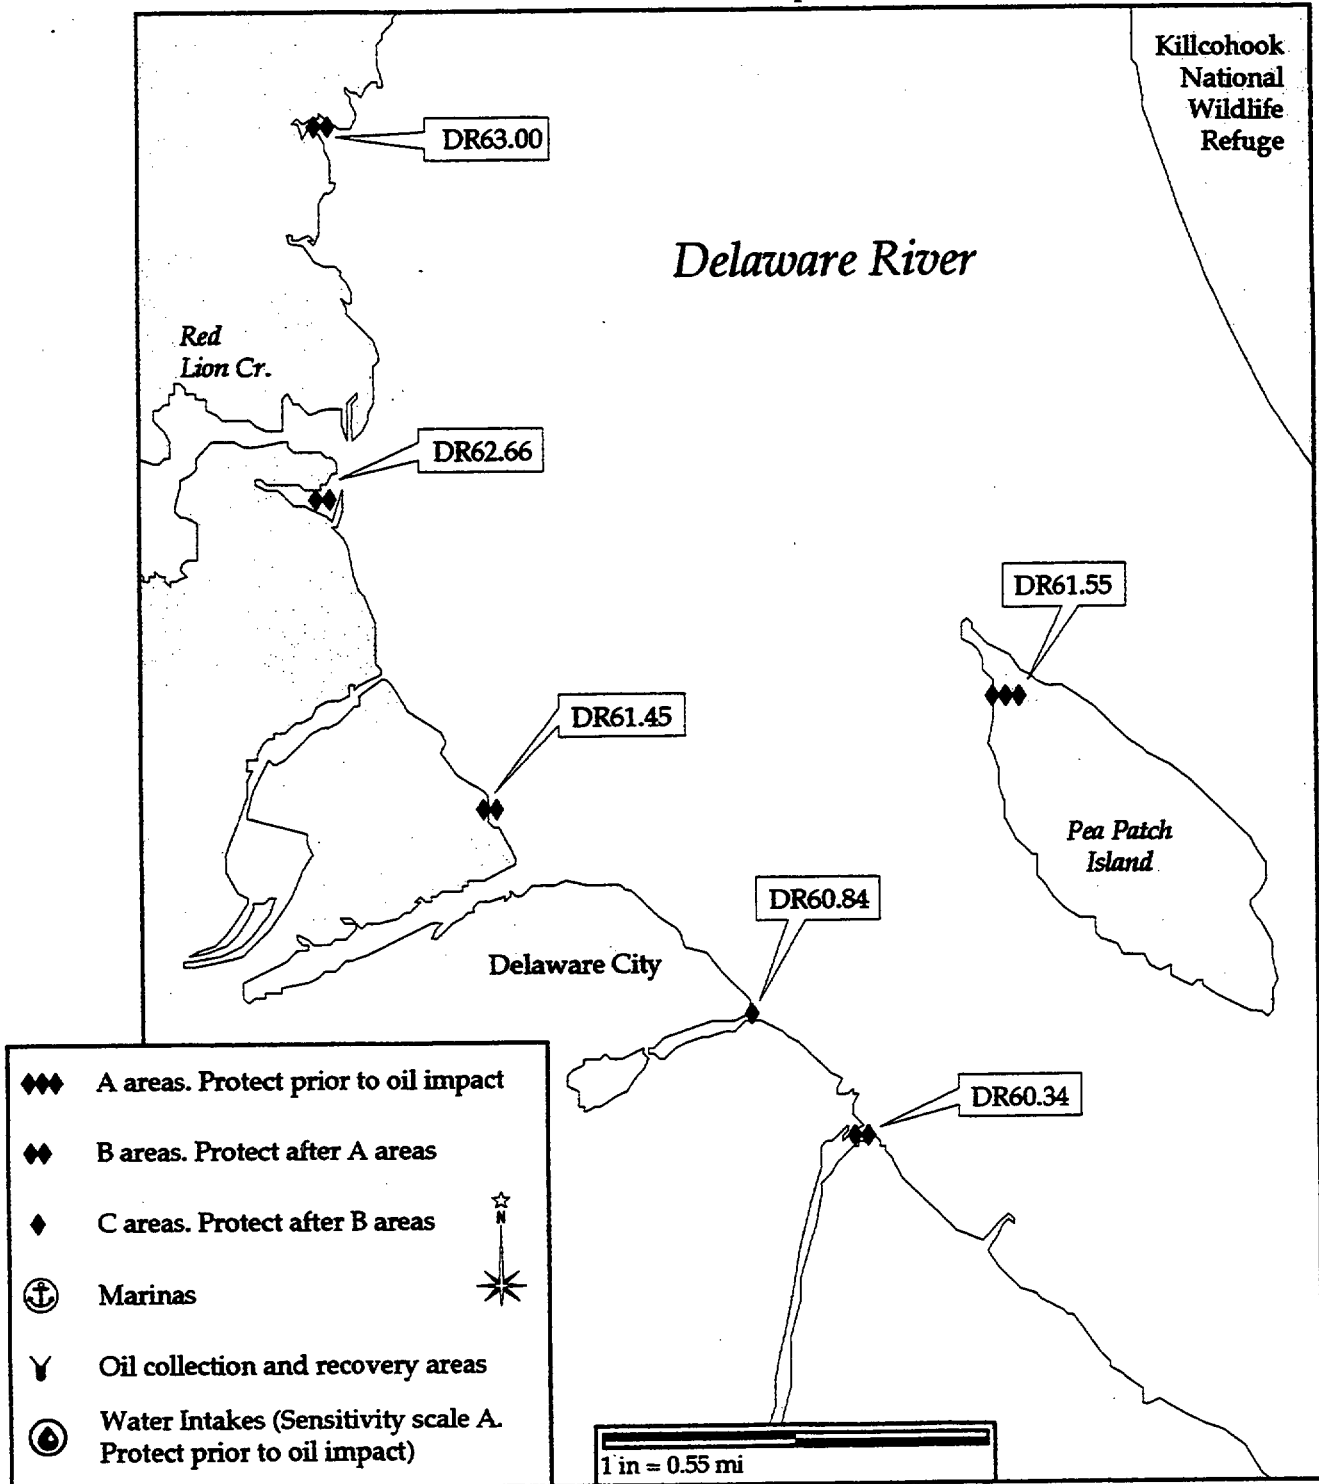 Killcohook
National
Wildlife
Refuge
DR63.00
Delaware River
Red
Lion Cr.
DR62.66
DR61.55
DR61.45
Pea Patch
Island
DR60.84
Delaware City
DR60.34
A areas. Protect prior to oil impact
B areas. Protect after A areas
C areas. Protect after B areas
N
Marinas
Oil collection and recovery areas
Water Intakes (Sensitivity scale A.
Protect prior to oil impact)
1 in = 0.55 mi